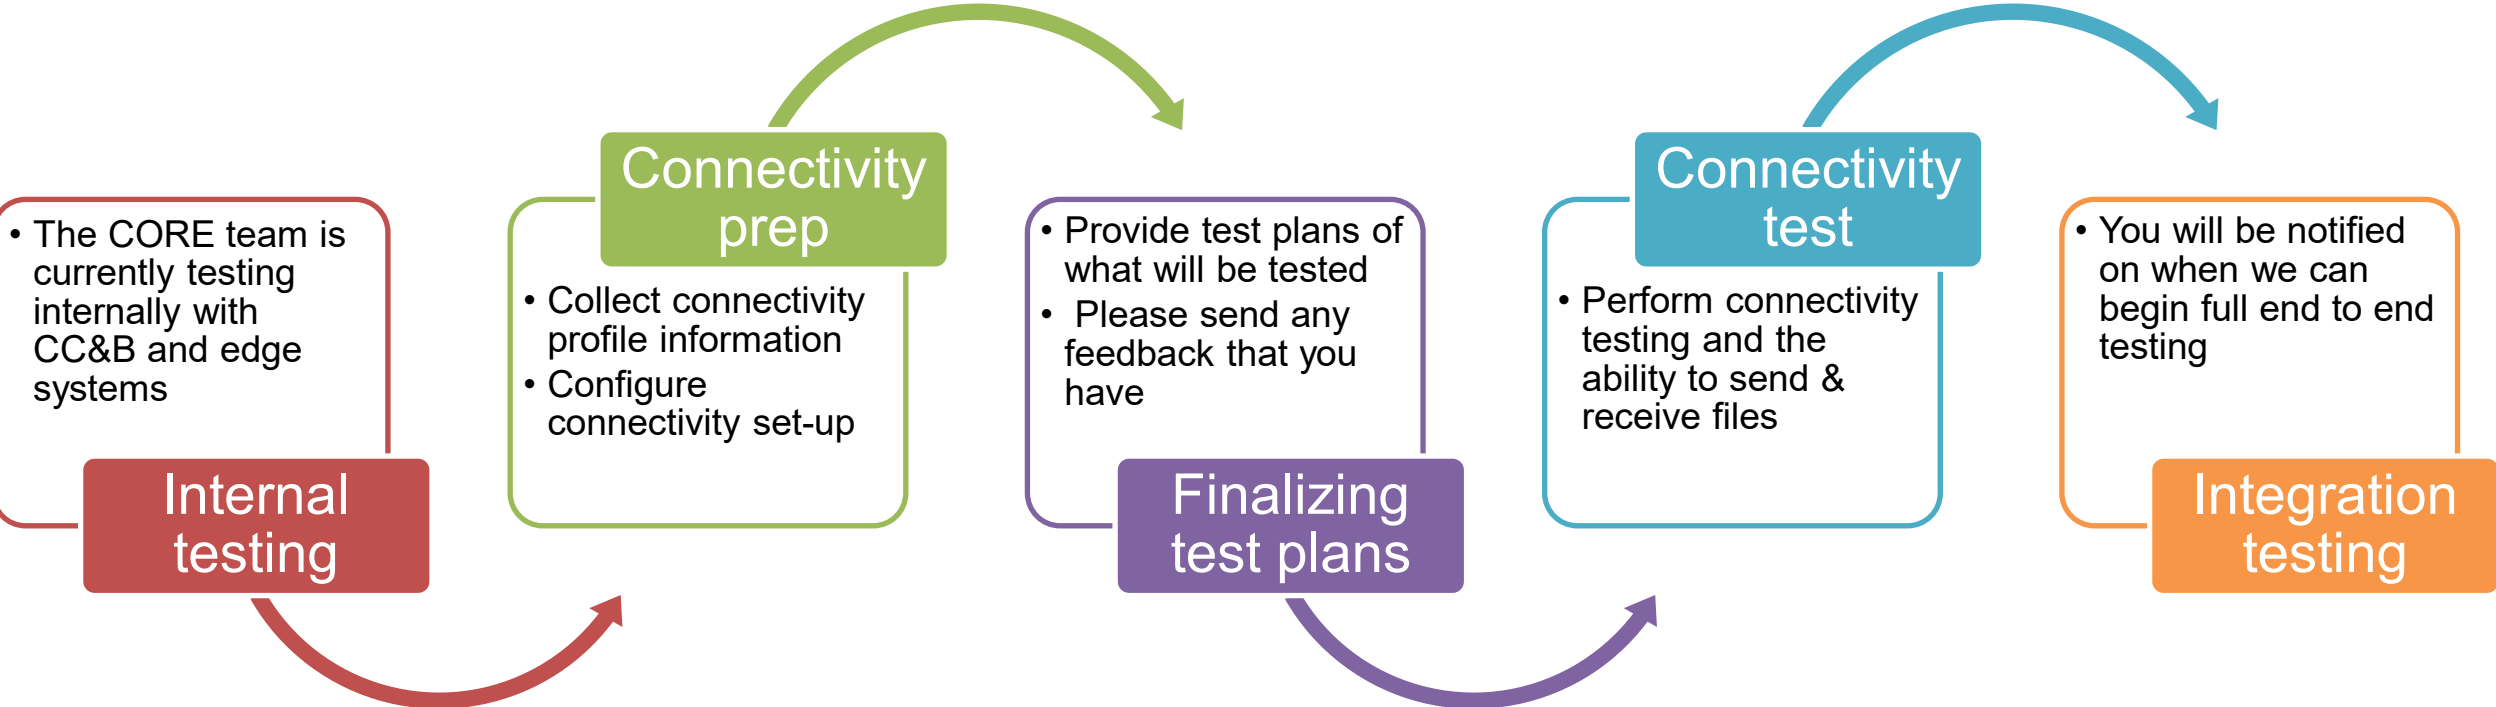 • The CORE team is
currently testing
internally with
CC&B and edge
systems
Internal
testing
Connectivity
prep
• Collect connectivity
profile information
• Configure
connectivity set-up
• Provide test plans of
what will be tested
• Please send any
feedback that you
have
Finalizing
test plans
Connectivity
test
• Perform connectivity
testing and the
ability to send &
receive files
• You will be notified
on when we can
begin full end to end
testing
Integration
testing